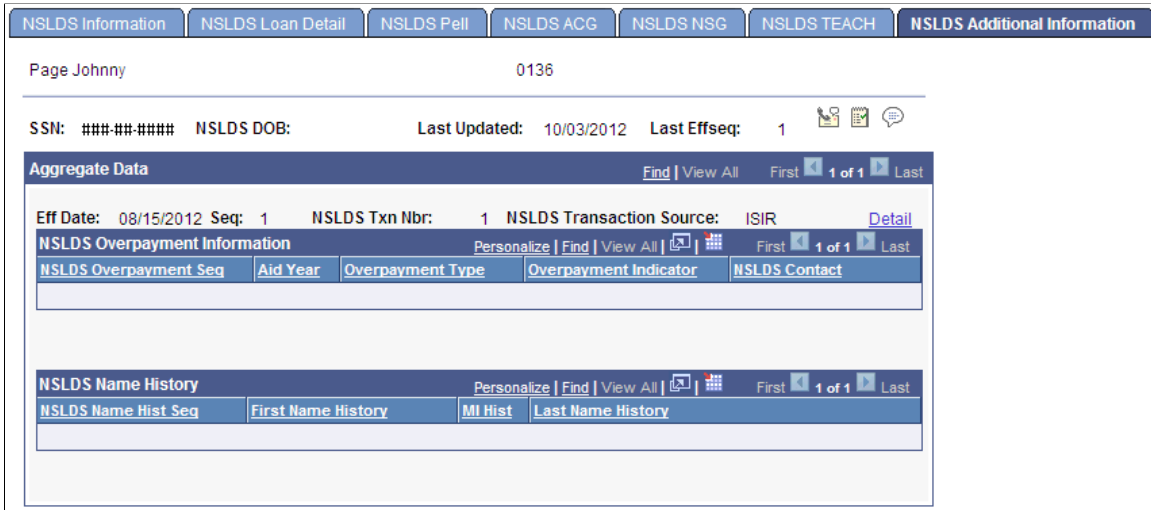 NSLDS Information NSLDS Loan Detail NSLDS Pell NSLDS ACG NSLDS NSG NSLDS TEACH NSLDS Additional Information
Page Johnny 0136
SSN: ###-##-#### NSLDS DOB: Last Updated: 10/03/2012 Last Effseq: 1
Aggregate Data Find | View All First 1 of 1 Last
Eff Date: 08/15/2012 Seq: 1 NSLDS Txn Nbr: 1 NSLDS Transaction Source: ISIR Detail
NSLDS Overpayment Information Personalize | Find | View All | | First 1 of 1 Last
NSLDS Overpayment Seq Aid Year Overpayment Type Overpayment Indicator NSLDS Contact
NSLDS Name History Personalize | Find | View All | | First 1 of 1 Last
NSLDS Name Hist Seq First Name History MI Hist Last Name History